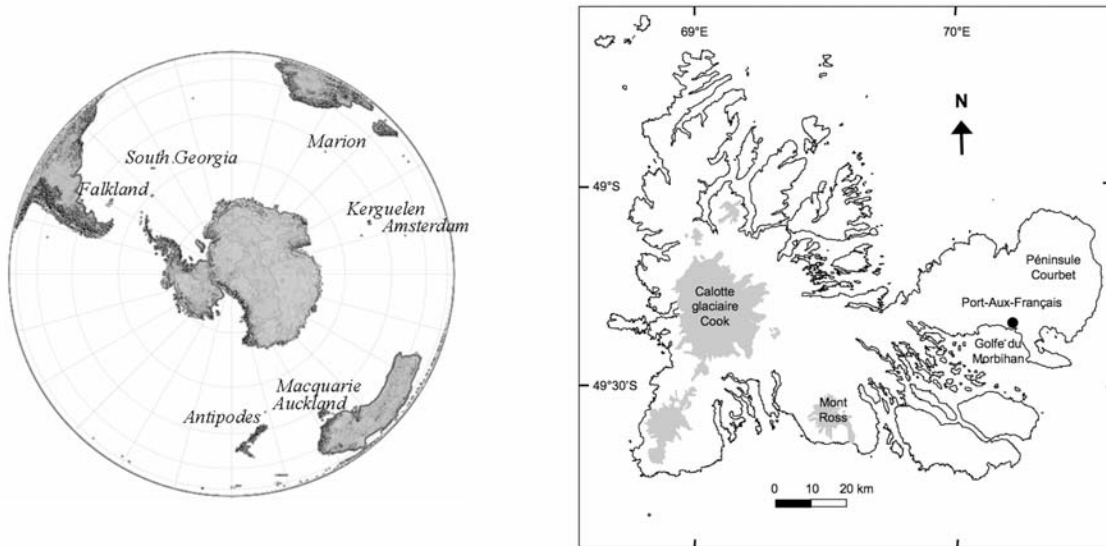 South Georgia
Falkland
Marion
Kerguelen
Amsterdam
Macquarie
Auckland
Antipodes
69°E
70°E
N
49°S
49°30'S
Calotte
glaciaire
Cook
Péninsule
Courbet
Port-Aux-Français
Golfe du
Morbihan
Mont
Ross
0 10 20 km